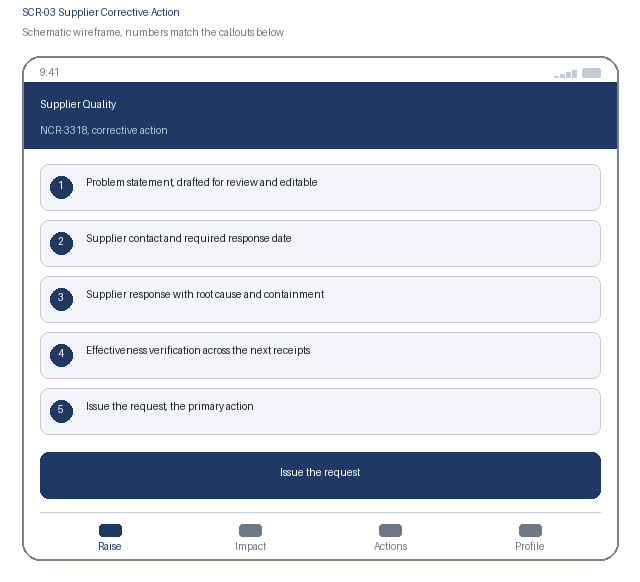 SCR-03 Supplier Corrective Action
Schematic wireframe, numbers match the callouts below
9:41
Supplier Quality
NCR-3318, corrective action
1 Problem statement, drafted for review and editable
2 Supplier contact and required response date
3 Supplier response with root cause and containment
4 Effectiveness verification across the next receipts
5 Issue the request, the primary action
Issue the request
Raise Impact Actions Profile